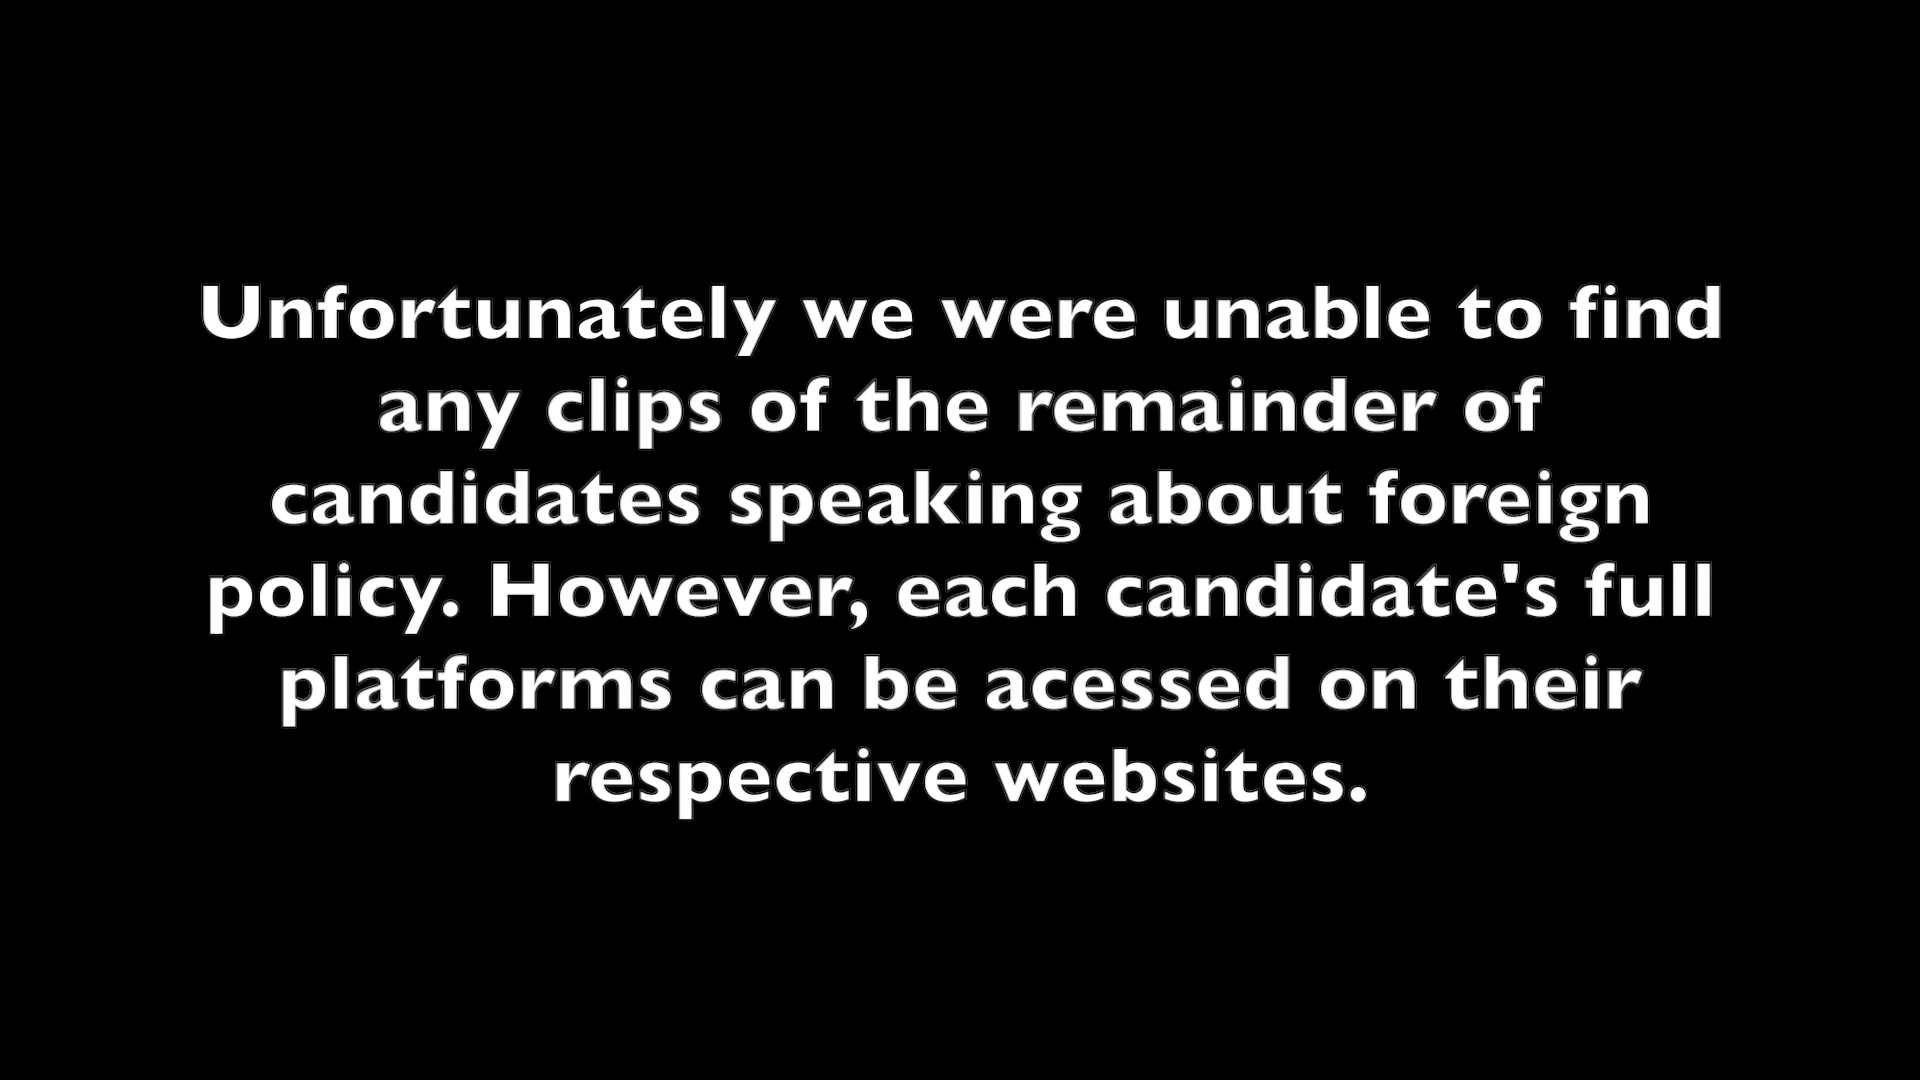 Unfortunately we were unable to find
any clips of the remainder of
candidates speaking about foreign
policy. However, each candidate's full
platforms can be acessed on their
respective websites.